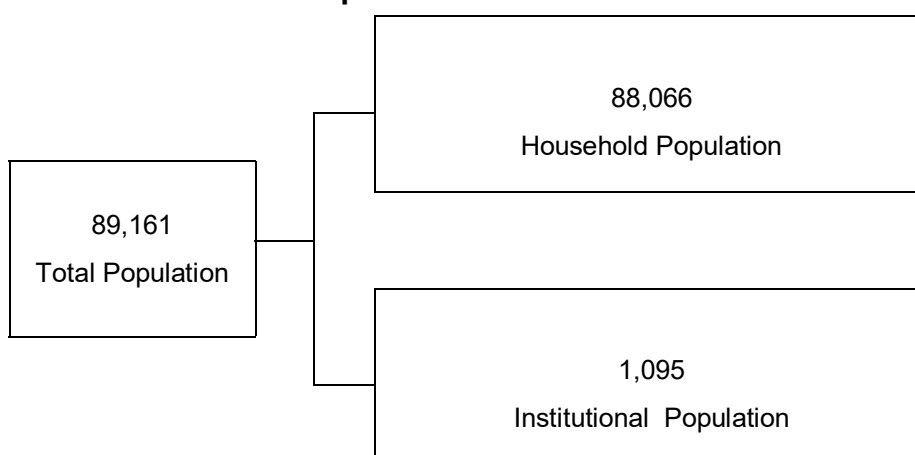 88,066
Household Population
89,161
Total Population
1,095
Institutional Population